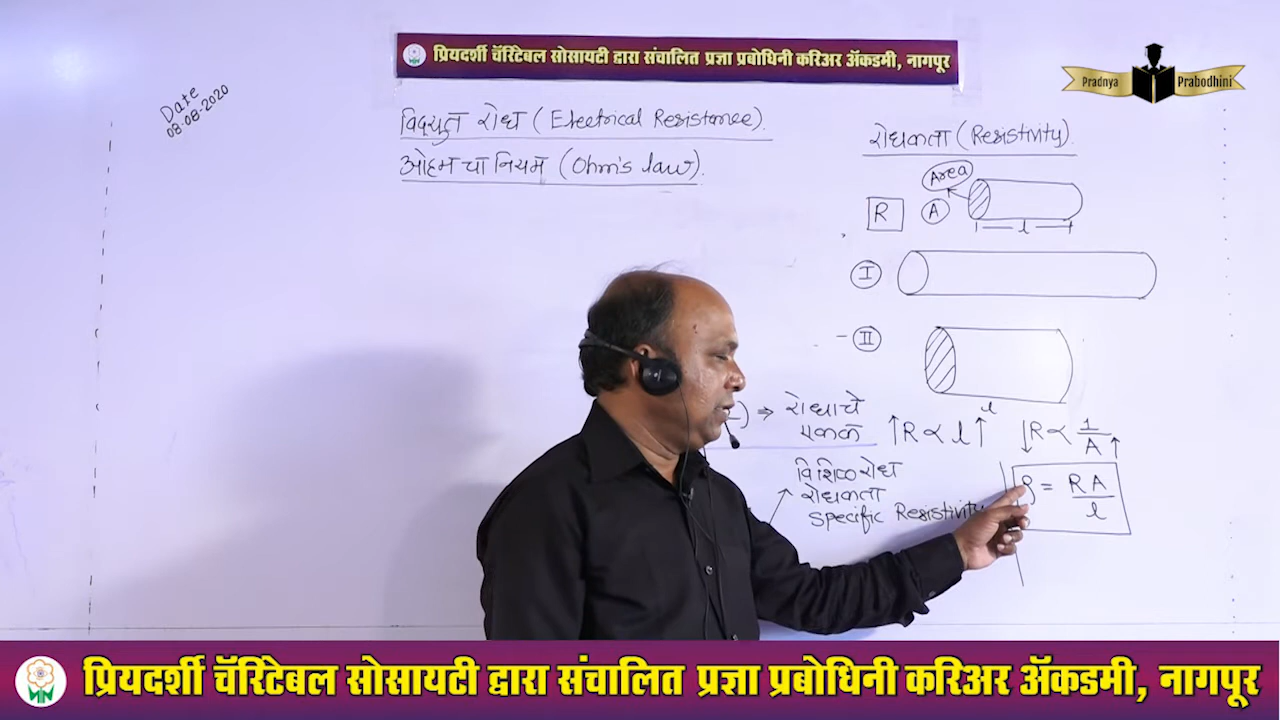 प्रियदर्शी चॅरिटेबल सोसायटी द्वारा संचालित प्रज्ञा प्रबोधिनी करिअर ॲकडमी, नागपूर
Pradnya Prabodhini
Date
08-08-2020
विद्युत रोध (Electrical Resistance).
ओहमचा नियम (Ohm's law).
रोधकता (Resistivity).
Area
R A
l
I
II
l
⇒ रोधाचे
एकक
↑R ∝ l↑
↓R ∝ 1/A↑
विशिष्ट रोध
रोधकता
Specific Resistivity
ρ = RA/l
प्रियदर्शी चॅरिटेबल सोसायटी द्वारा संचालित प्रज्ञा प्रबोधिनी करिअर ॲकडमी, नागपूर